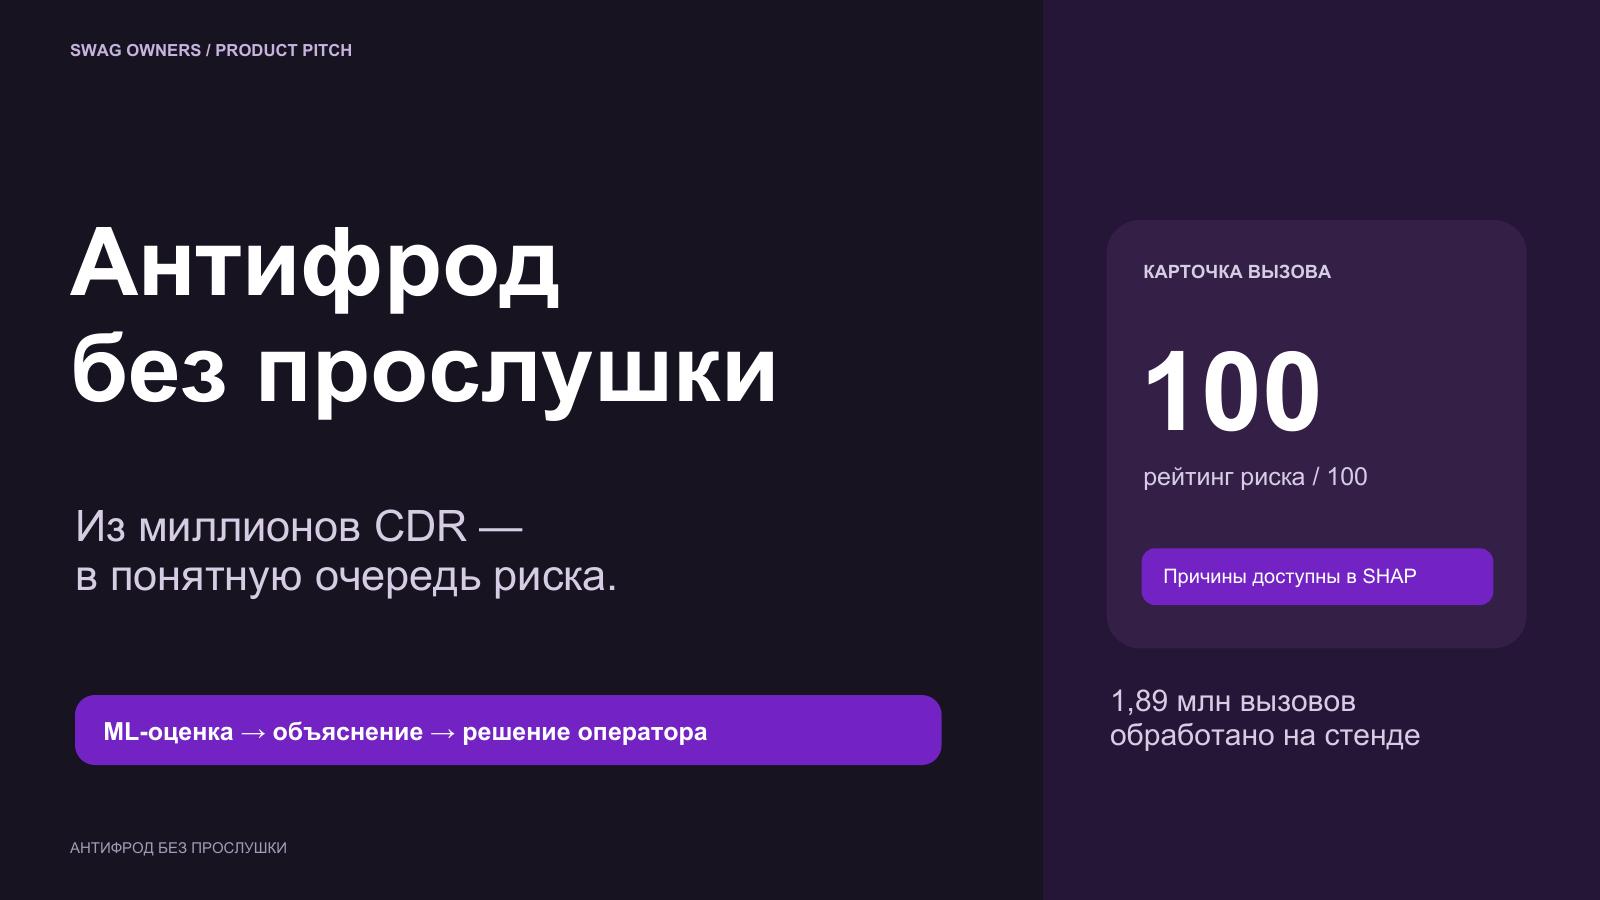 SWAG OWNERS / PRODUCT PITCH
Антифрод
без прослушки
Из миллионов CDR —
в понятную очередь риска.
ML-оценка → объяснение → решение оператора
АНТИФРОД БЕЗ ПРОСЛУШКИ
КАРТОЧКА ВЫЗОВА
100
рейтинг риска / 100
Причины доступны в SHAP
1,89 млн вызовов
обработано на стенде